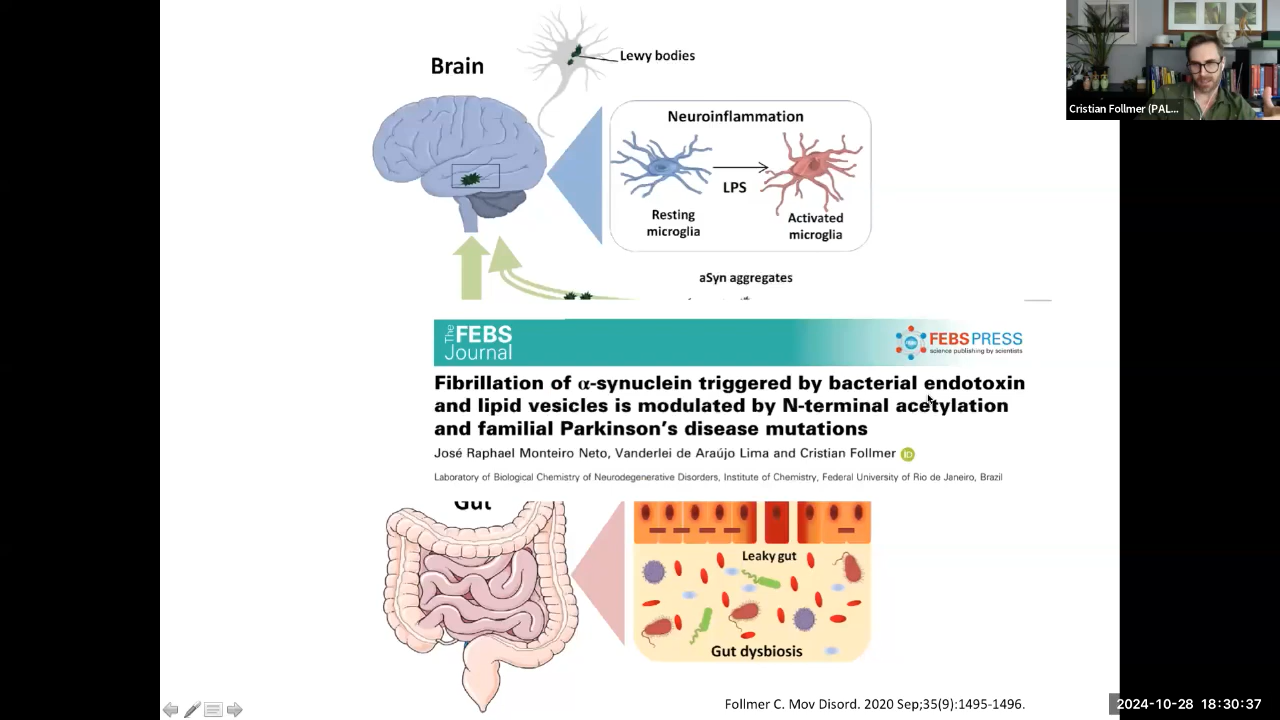 Lewy bodies
Brain
Cristian Follmer (PAL...
Neuroinflammation
LPS
Resting
microglia
Activated
microglia
aSyn aggregates
The FEBS
Journal
FEBSPRESS
science publishing by scientists
Fibrillation of α-synuclein triggered by bacterial endotoxin
and lipid vesicles is modulated by N-terminal acetylation
and familial Parkinson's disease mutations
José Raphael Monteiro Neto, Vanderlei de Araújo Lima and Cristian Follmer iD
Laboratory of Biological Chemistry of Neurodegenerative Disorders, Institute of Chemistry, Federal University of Rio de Janeiro, Brazil
Gut
Leaky gut
Gut dysbiosis
Follmer C. Mov Disord. 2020 Sep;35(9):1495-1496.
2024-10-28 18:30:37